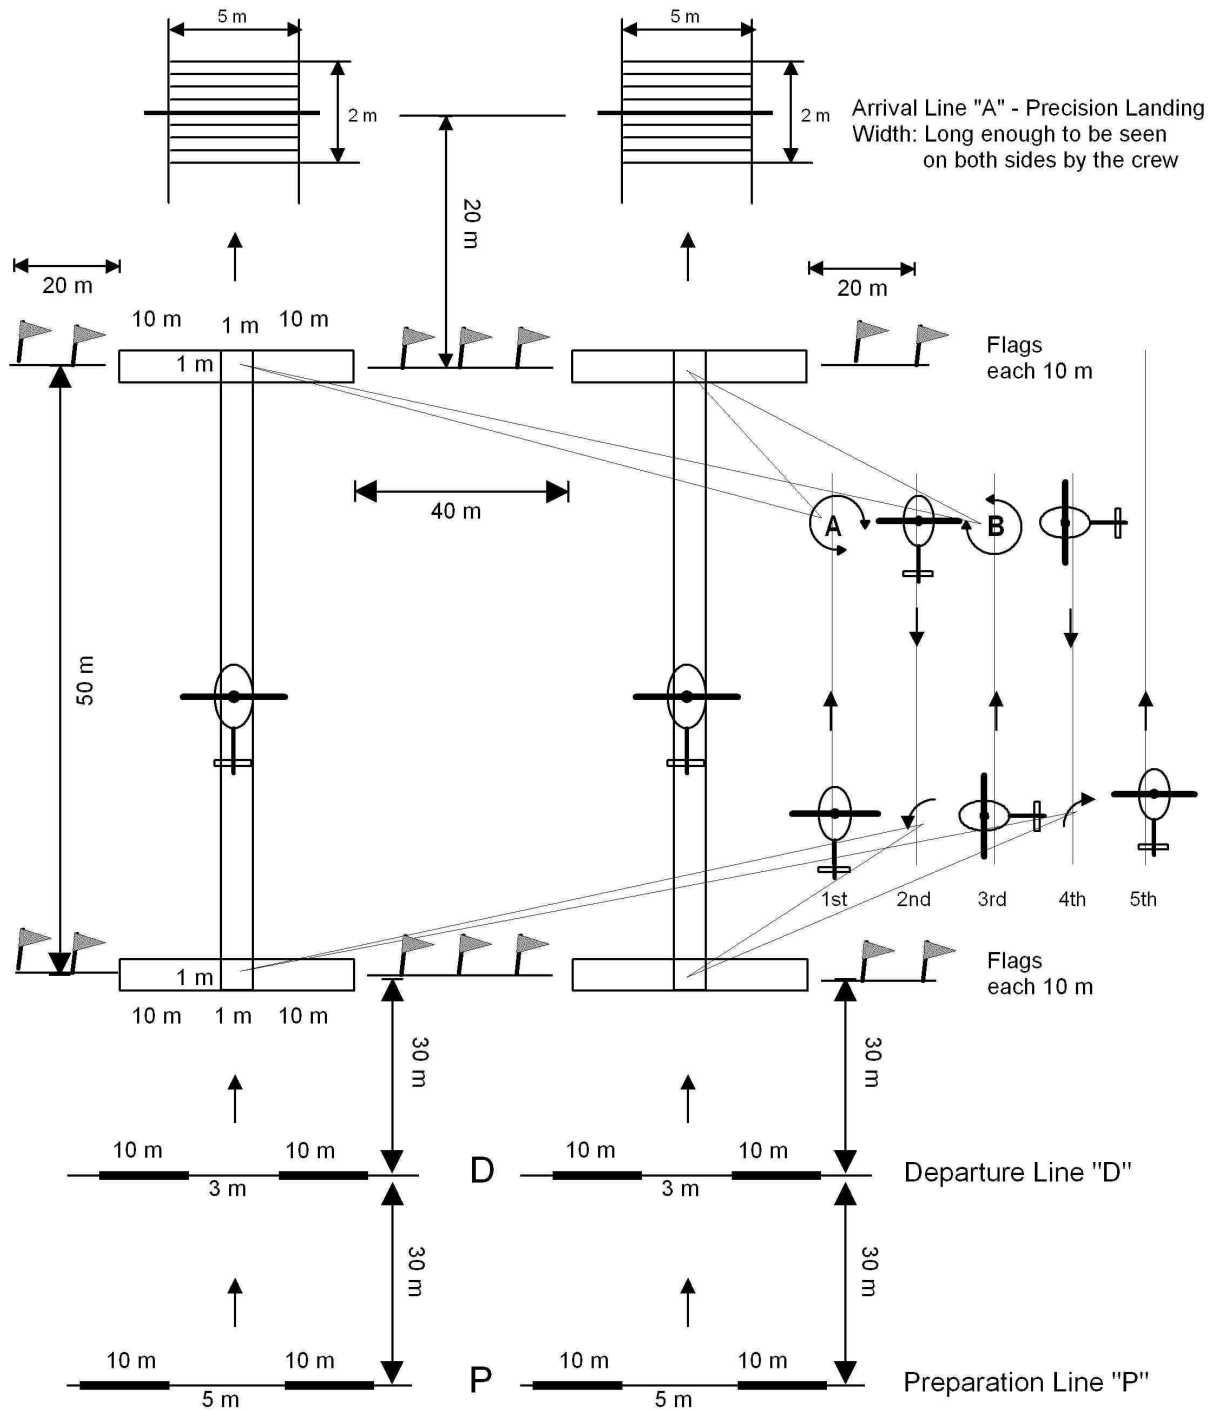 5 m
5 m
2 m
2 m
Arrival Line "A" - Precision Landing
Width: Long enough to be seen
on both sides by the crew
20 m
20 m
20 m
10 m
1 m
10 m
1 m
Flags
each 10 m
40 m
A
B
50 m
1st
2nd
3rd
4th
5th
1 m
Flags
each 10 m
10 m
1 m
10 m
30 m
30 m
10 m
10 m
D
10 m
10 m
Departure Line "D"
3 m
3 m
30 m
30 m
10 m
10 m
P
10 m
10 m
Preparation Line "P"
5 m
5 m